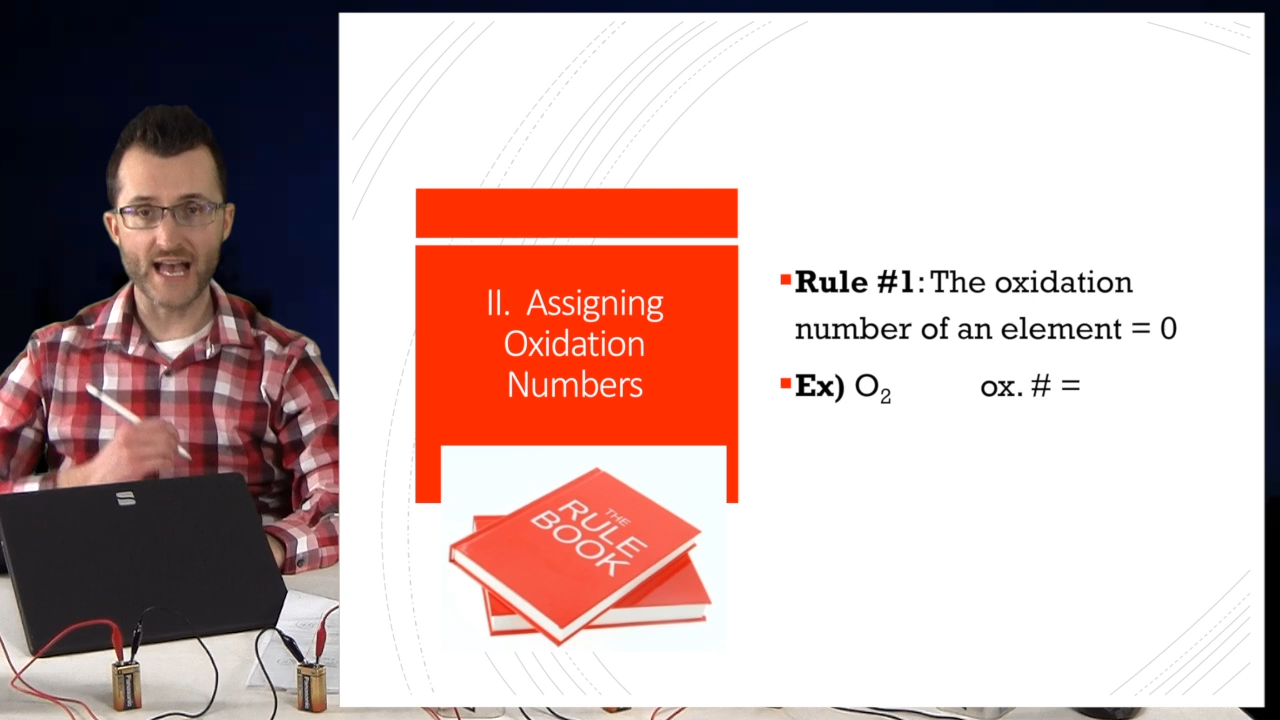 II. Assigning
Oxidation
Numbers
THE
RULE
BOOK
Rule #1: The oxidation
number of an element = 0
Ex) O₂ ox. # =